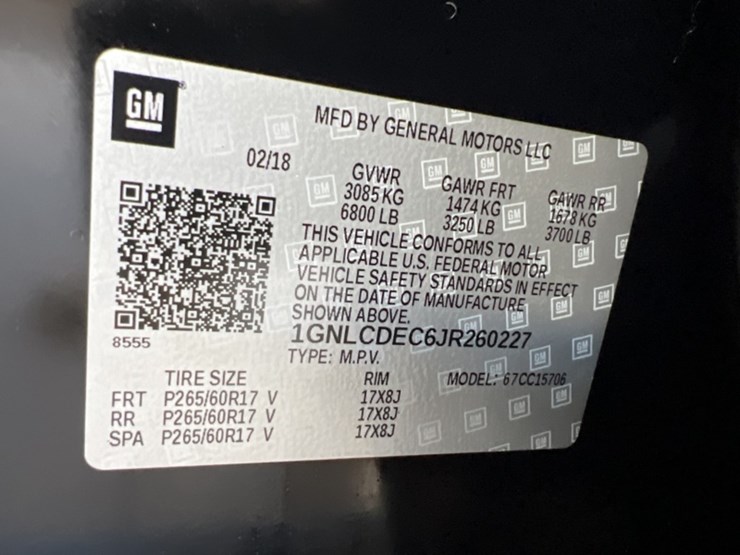 GM
MFD BY GENERAL MOTORS LLC
02/18
GVWR GAWR FRT GAWR RR
3085 KG 1474 KG 1678 KG
6800 LB 3250 LB 3700 LB
THIS VEHICLE CONFORMS TO ALL
APPLICABLE U.S. FEDERAL MOTOR
VEHICLE SAFETY STANDARDS IN EFFECT
ON THE DATE OF MANUFACTURE
SHOWN ABOVE.
8555
1GNLCDEC6JR260227
TYPE: M.P.V.
TIRE SIZE RIM MODEL: 67CC15706
FRT P265/60R17 V 17X8J
RR P265/60R17 V 17X8J
SPA P265/60R17 V 17X8J